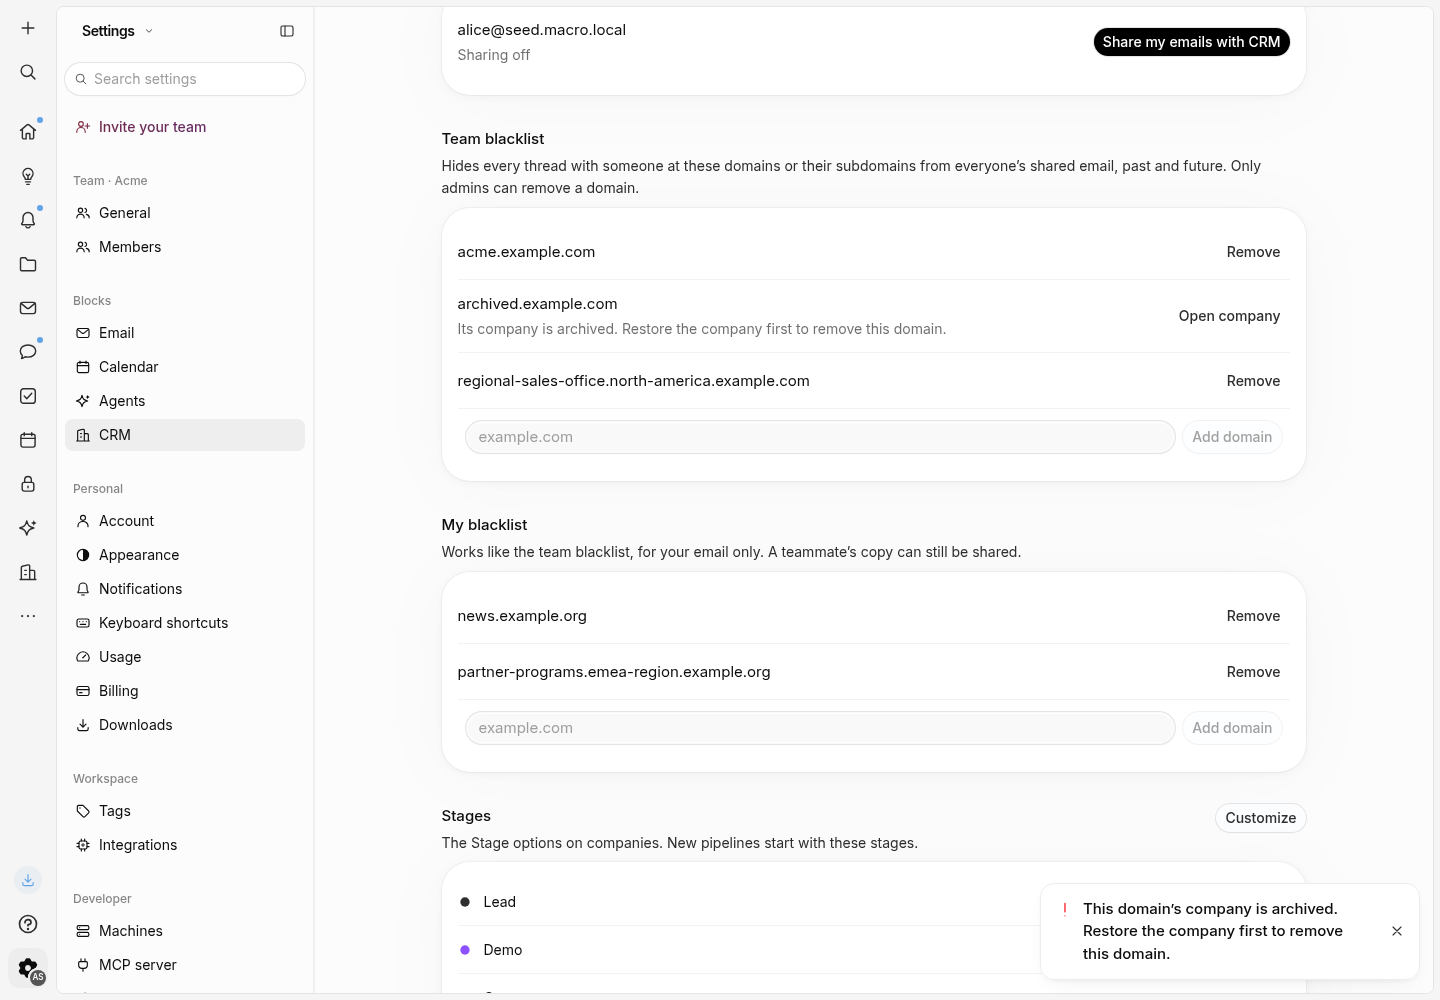 Settings
Search settings
Invite your team
Team · Acme
General
Members
Blocks
Email
Calendar
Agents
CRM
Personal
Account
Appearance
Notifications
Keyboard shortcuts
Usage
Billing
Downloads
Workspace
Tags
Integrations
Developer
Machines
MCP server
AS
alice@seed.macro.local
Sharing off
Share my emails with CRM
Team blacklist
Hides every thread with someone at these domains or their subdomains from everyone’s shared email, past and future. Only
admins can remove a domain.
acme.example.com
Remove
archived.example.com
Its company is archived. Restore the company first to remove this domain.
Open company
regional-sales-office.north-america.example.com
Remove
example.com
Add domain
My blacklist
Works like the team blacklist, for your email only. A teammate’s copy can still be shared.
news.example.org
Remove
partner-programs.emea-region.example.org
Remove
example.com
Add domain
Stages
Customize
The Stage options on companies. New pipelines start with these stages.
Lead
Demo
This domain’s company is archived.
Restore the company first to remove
this domain.